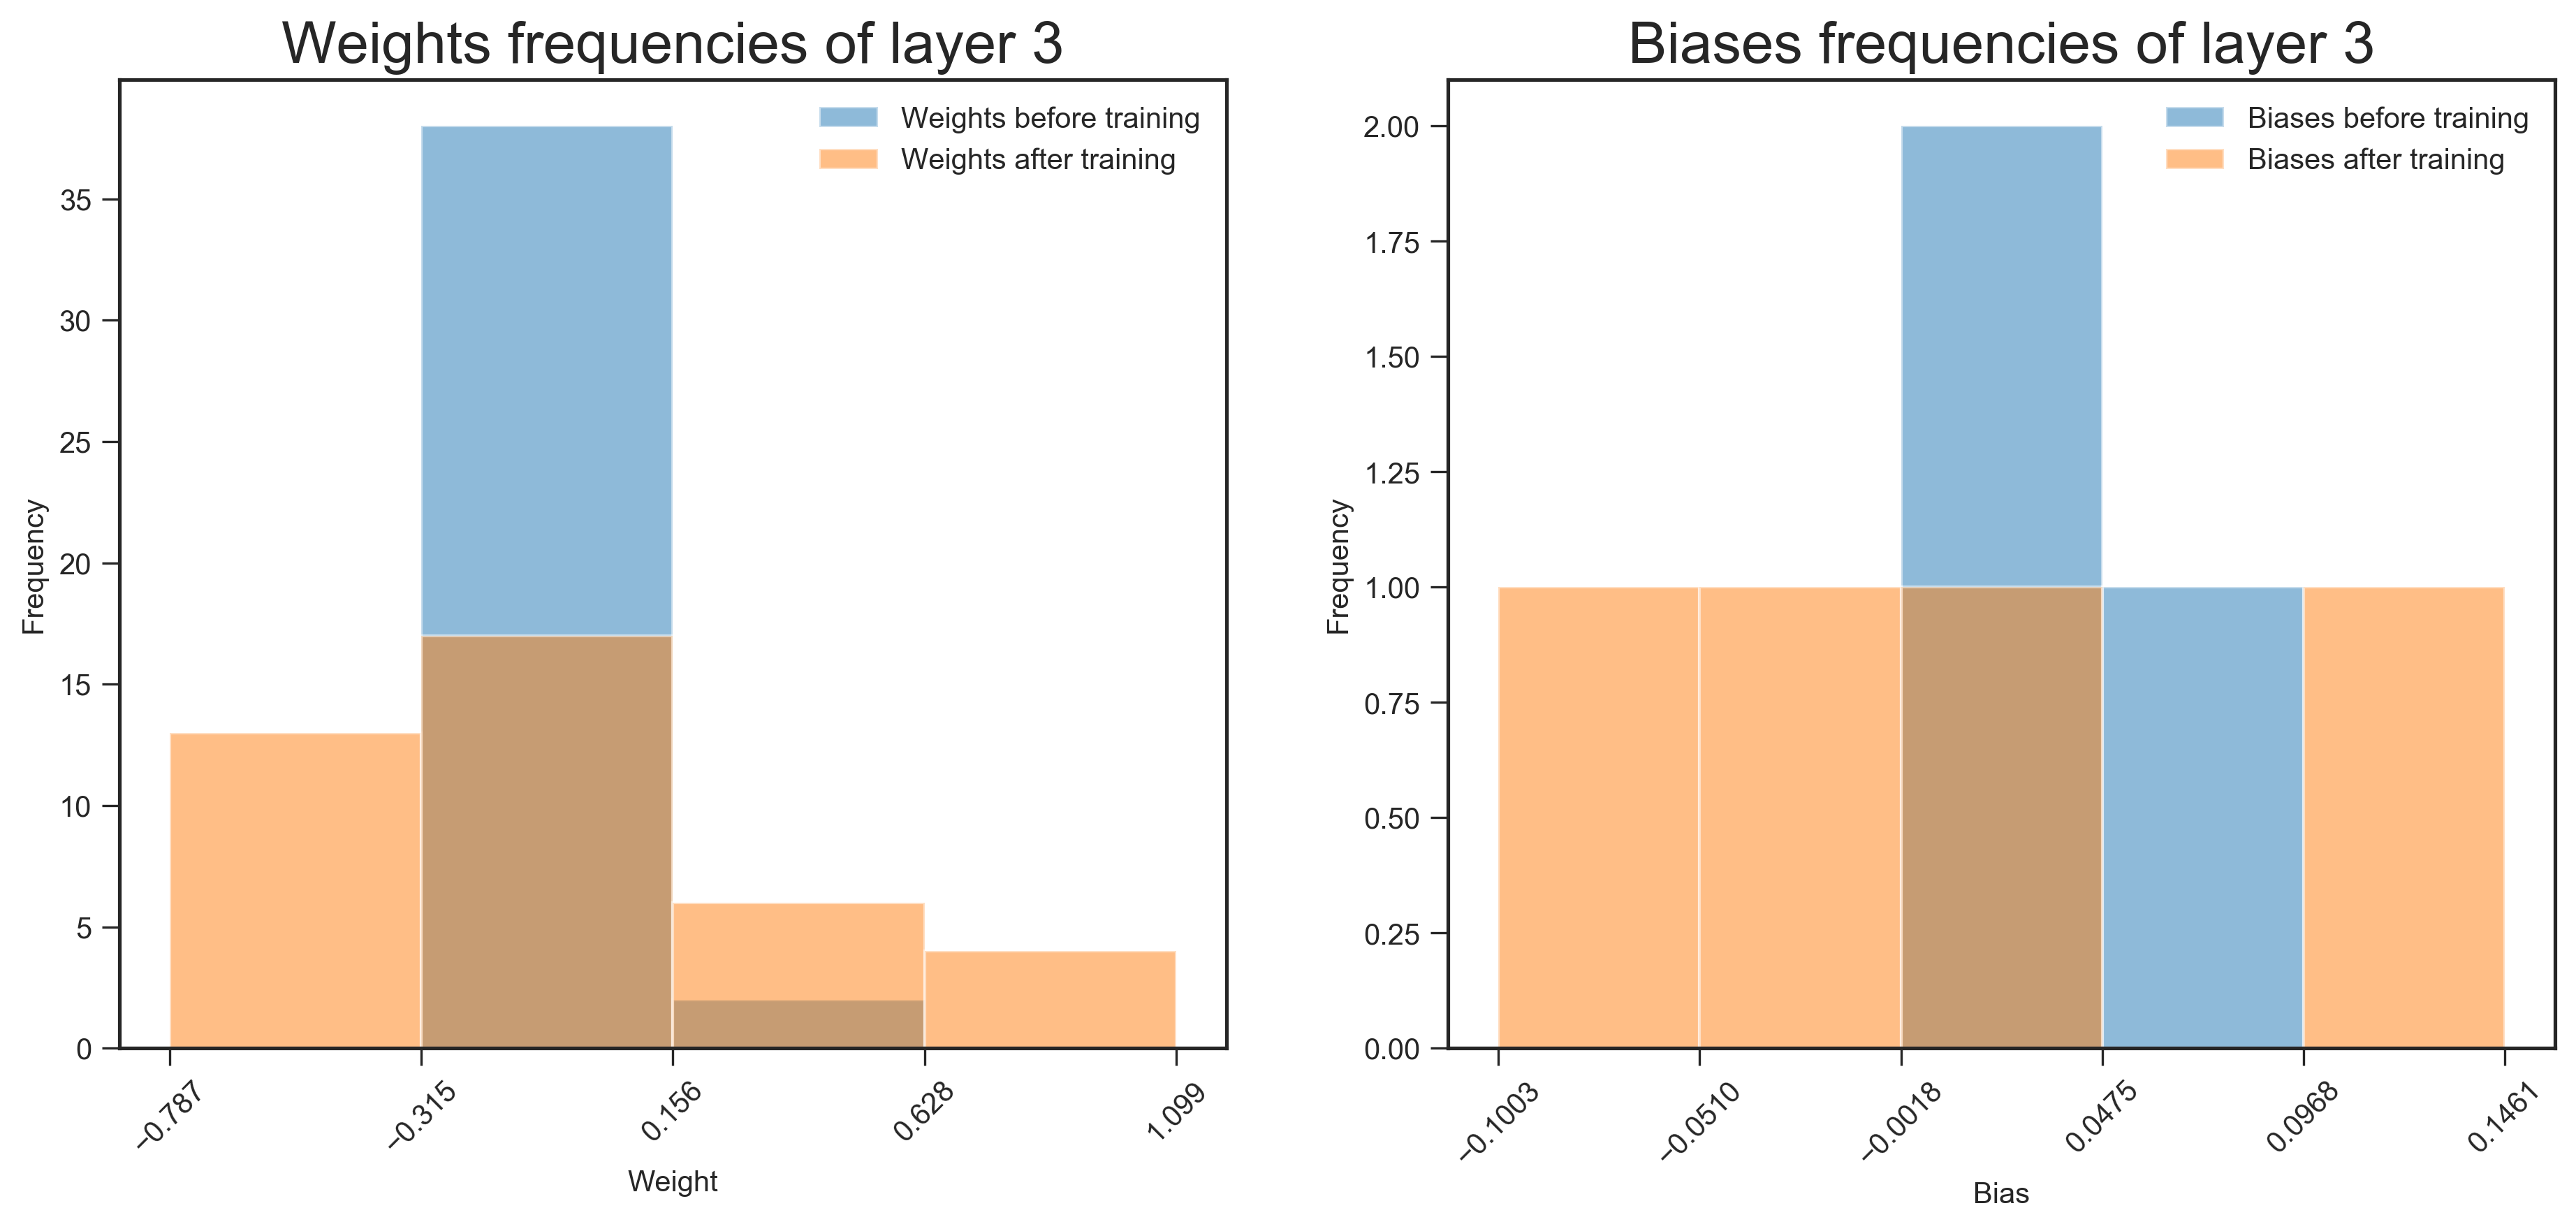 Weights frequencies of layer 3
Weights before training
Weights after training
35
30
25
20
15
10
5
0
Frequency
−0.787
−0.315
0.156
0.628
1.099
Weight
Biases frequencies of layer 3
Biases before training
Biases after training
2.00
1.75
1.50
1.25
1.00
0.75
0.50
0.25
0.00
Frequency
−0.1003
−0.0510
−0.0018
0.0475
0.0968
0.1461
Bias